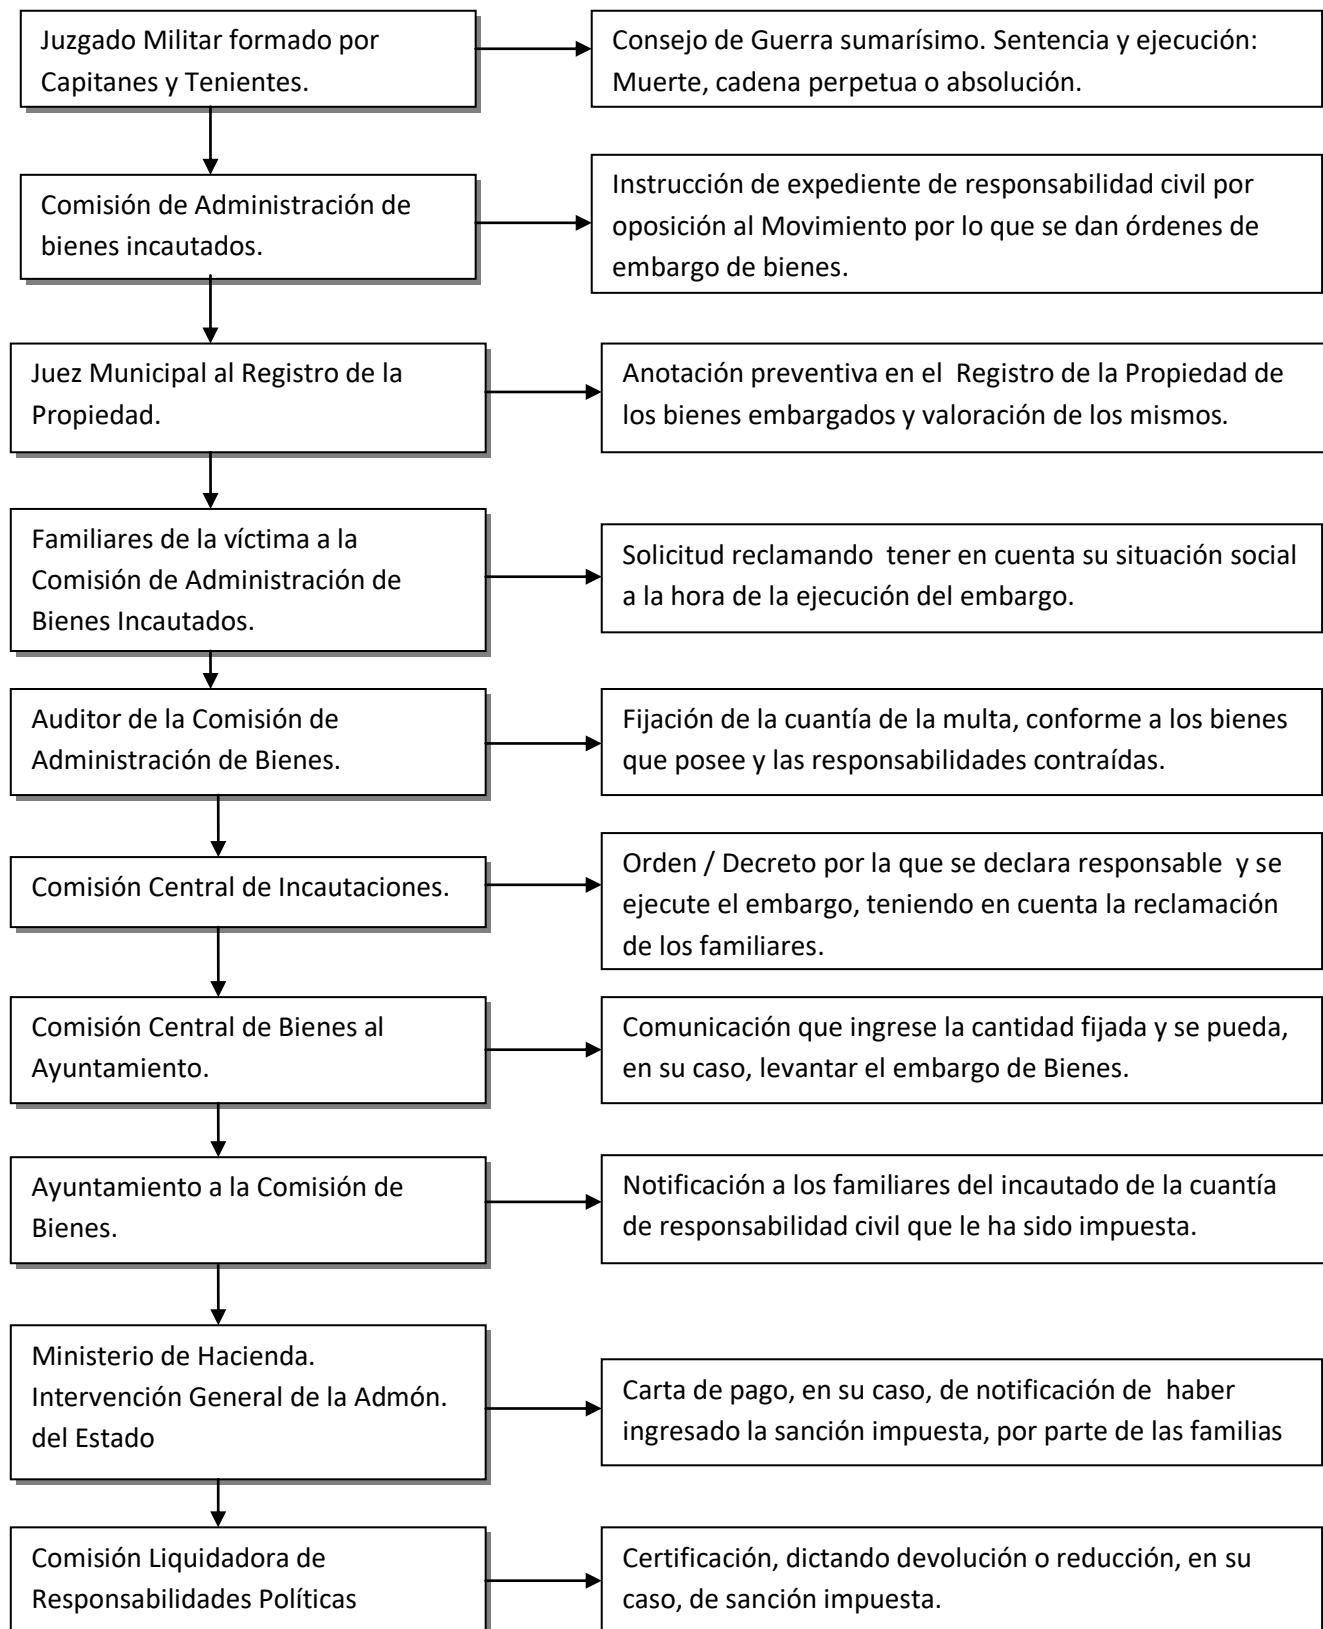 Juzgado Militar formado por
Capitanes y Tenientes.
Consejo de Guerra sumarísimo. Sentencia y ejecución:
Muerte, cadena perpetua o absolución.
Comisión de Administración de
bienes incautados.
Instrucción de expediente de responsabilidad civil por
oposición al Movimiento por lo que se dan órdenes de
embargo de bienes.
Juez Municipal al Registro de la
Propiedad.
Anotación preventiva en el Registro de la Propiedad de
los bienes embargados y valoración de los mismos.
Familiares de la víctima a la
Comisión de Administración de
Bienes Incautados.
Solicitud reclamando tener en cuenta su situación social
a la hora de la ejecución del embargo.
Auditor de la Comisión de
Administración de Bienes.
Fijación de la cuantía de la multa, conforme a los bienes
que posee y las responsabilidades contraídas.
Comisión Central de Incautaciones.
Orden / Decreto por la que se declara responsable y se
ejecute el embargo, teniendo en cuenta la reclamación
de los familiares.
Comisión Central de Bienes al
Ayuntamiento.
Comunicación que ingrese la cantidad fijada y se pueda,
en su caso, levantar el embargo de Bienes.
Ayuntamiento a la Comisión de
Bienes.
Notificación a los familiares del incautado de la cuantía
de responsabilidad civil que le ha sido impuesta.
Ministerio de Hacienda.
Intervención General de la Admón.
del Estado
Carta de pago, en su caso, de notificación de haber
ingresado la sanción impuesta, por parte de las familias
Comisión Liquidadora de
Responsabilidades Políticas
Certificación, dictando devolución o reducción, en su
caso, de sanción impuesta.